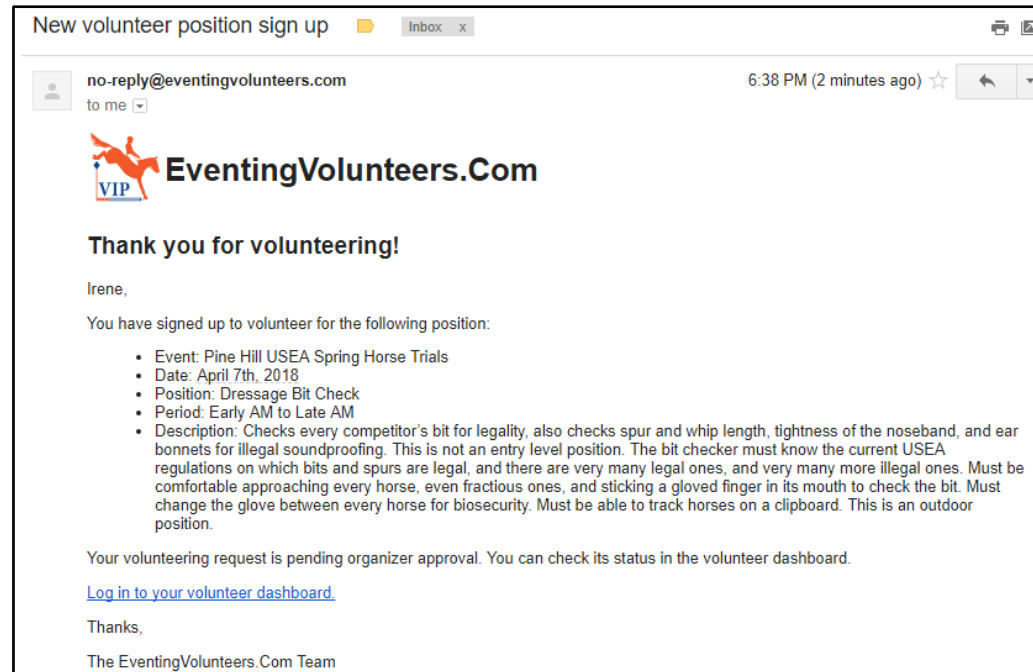 New volunteer position sign up
Inbox x
no-reply@eventingvolunteers.com
6:38 PM (2 minutes ago)
to me
VIP
EventingVolunteers.Com
Thank you for volunteering!
Irene,
You have signed up to volunteer for the following position:
• Event: Pine Hill USEA Spring Horse Trials
• Date: April 7th, 2018
• Position: Dressage Bit Check
• Period: Early AM to Late AM
• Description: Checks every competitor's bit for legality, also checks spur and whip length, tightness of the noseband, and ear
bonnets for illegal soundproofing. This is not an entry level position. The bit checker must know the current USEA
regulations on which bits and spurs are legal, and there are very many legal ones, and very many more illegal ones. Must be
comfortable approaching every horse, even fractious ones, and sticking a gloved finger in its mouth to check the bit. Must
change the glove between every horse for biosecurity. Must be able to track horses on a clipboard. This is an outdoor
position.
Your volunteering request is pending organizer approval. You can check its status in the volunteer dashboard.
Log in to your volunteer dashboard.
Thanks,
The EventingVolunteers.Com Team